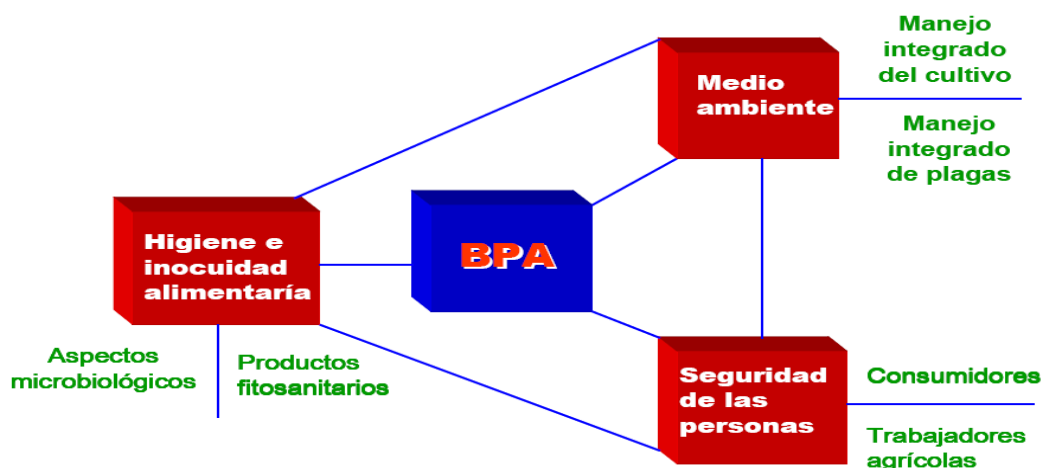 Manejo
integrado
del cultivo
Medio
ambiente
Manejo
integrado
de plagas
BPA
Higiene e
inocuidad
alimentaría
Aspectos
microbiológicos
Productos
fitosanitarios
Seguridad
de las
personas
Consumidores
Trabajadores
agrícolas